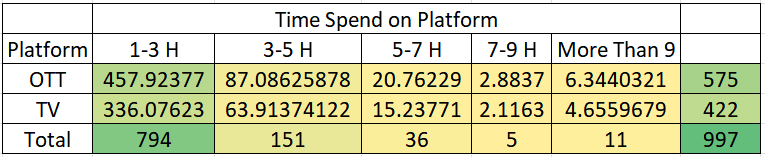 Time Spend on Platform
Platform 1-3 H 3-5 H 5-7 H 7-9 H More Than 9
OTT 457.92377 87.08625878 20.76229 2.8837 6.3440321 575
TV 336.07623 63.91374122 15.23771 2.1163 4.6559679 422
Total 794 151 36 5 11 997